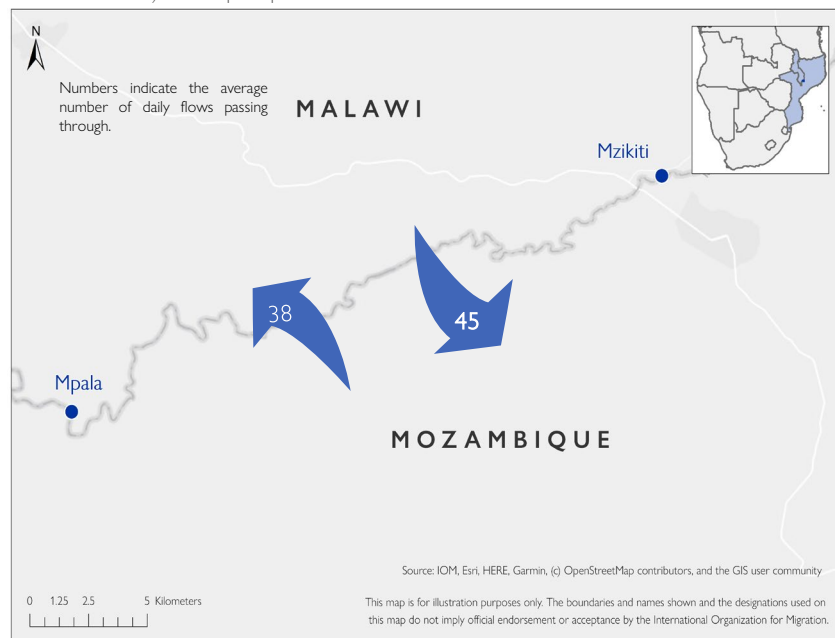 N
Numbers indicate the average
number of daily flows passing
through.
MALAWI
Mzikiti
38
45
Mpala
MOZAMBIQUE
Source: IOM, Esri, HERE, Garmin, (c) OpenStreetMap contributors, and the GIS user community
0 1.25 2.5 5 Kilometers
This map is for illustration purposes only. The boundaries and names shown and the designations used on
this map do not imply official endorsement or acceptance by the International Organization for Migration.